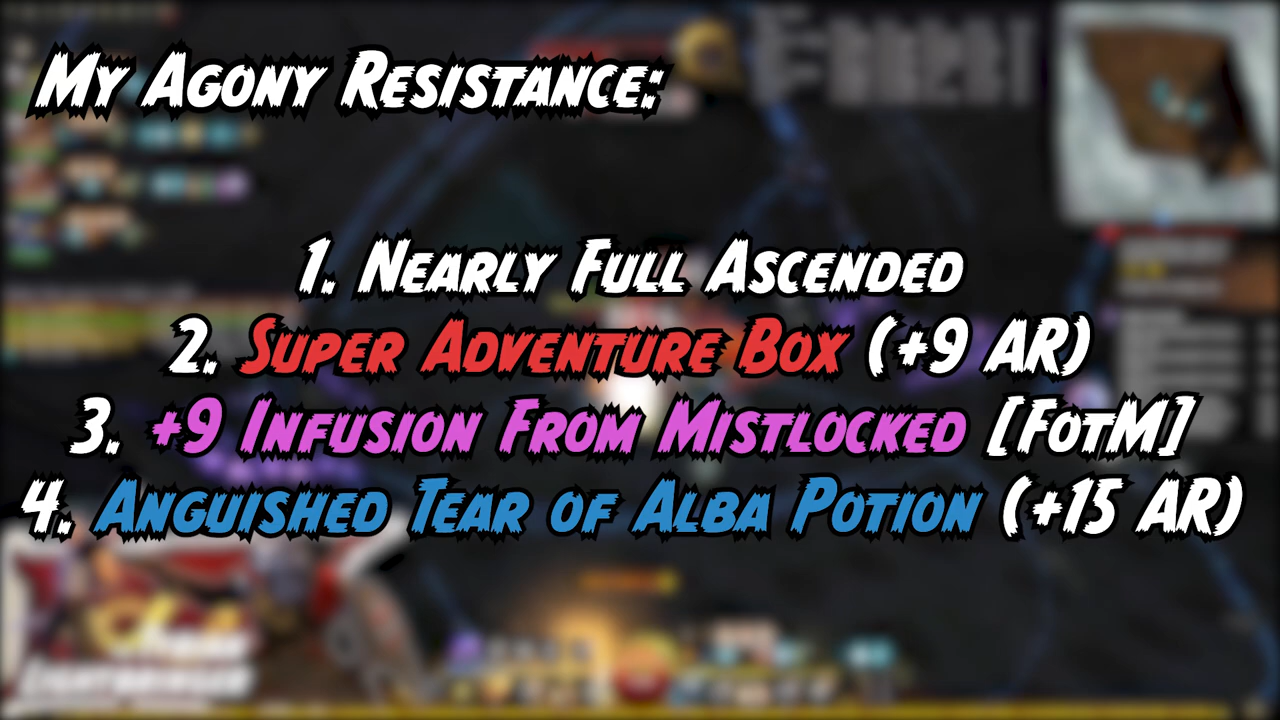 My Agony Resistance:
1. Nearly Full Ascended
2. Super Adventure Box (+9 AR)
3. +9 Infusion From Mistlocked [FotM]
4. Anguished Tear of Alba Potion (+15 AR)
Lightbringer